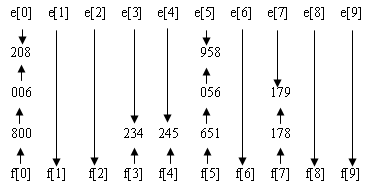 e[0] e[1] e[2] e[3] e[4] e[5] e[6] e[7] e[8] e[9]
208 958
006 056 179
800 234 245 651 178
f[0] f[1] f[2] f[3] f[4] f[5] f[6] f[7] f[8] f[9]